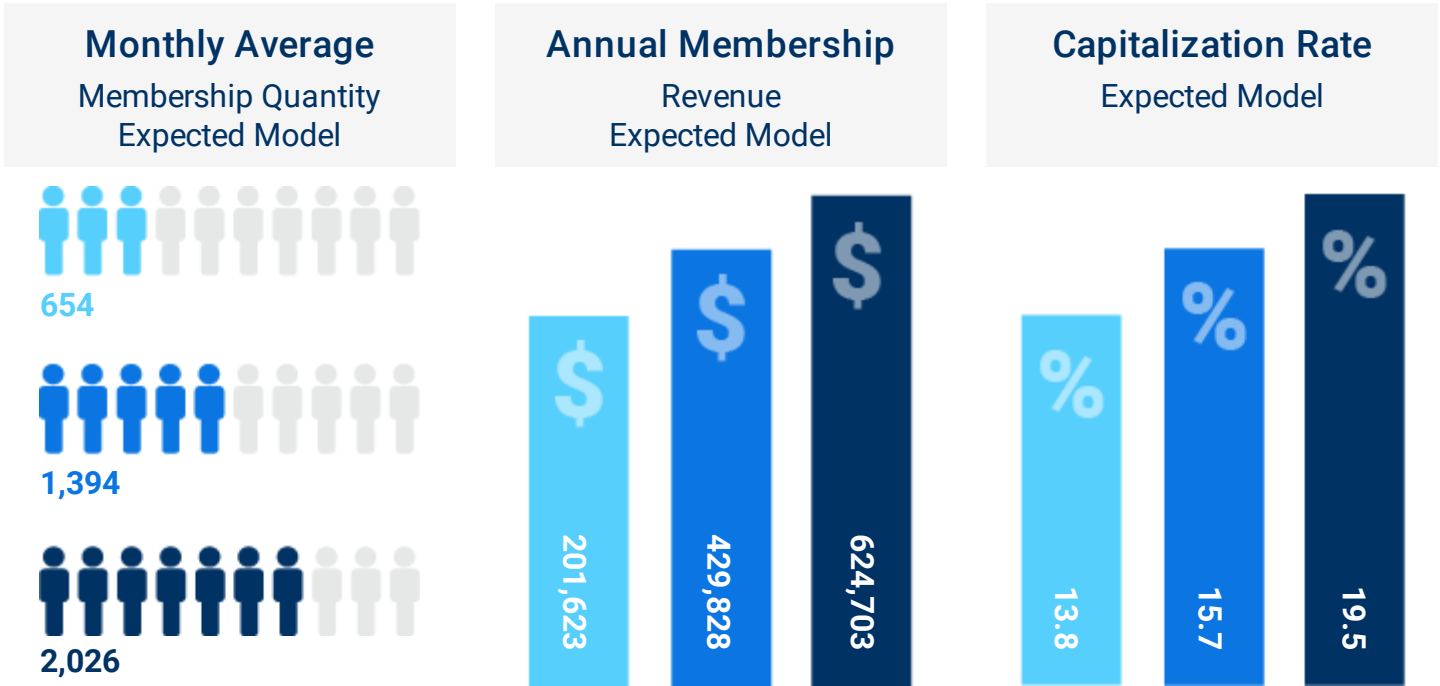 Monthly Average
Membership Quantity
Expected Model
654
1,394
2,026
Annual Membership
Revenue
Expected Model
$
$
$
201,623
429,828
624,703
Capitalization Rate
Expected Model
%
%
%
13.8
15.7
19.5